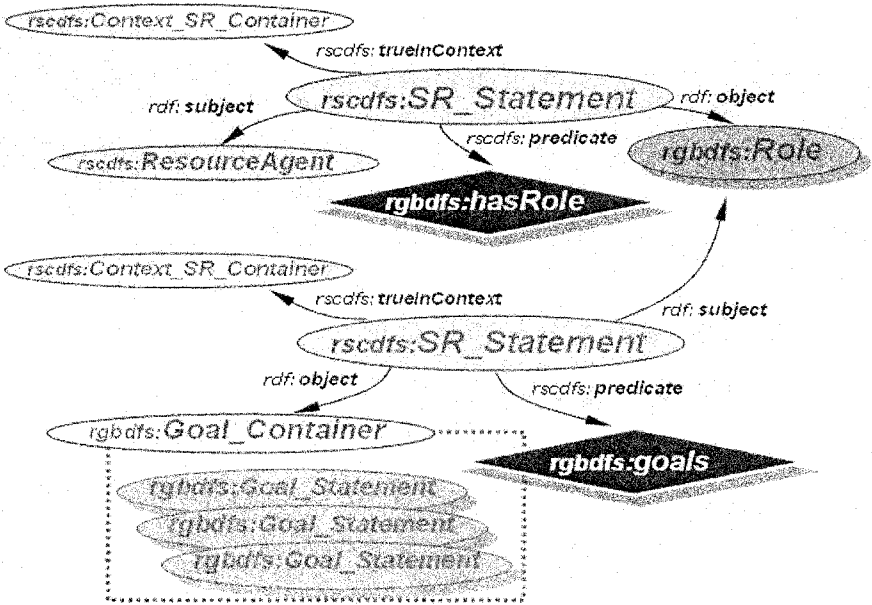 rscdfs:Context_SR_Container
rscdfs: trueInContext
rdf: subject
rscdfs:SR_Statement
rdf: object
rscdfs: predicate
rscdfs:ResourceAgent
rgbdfs:Role
rgbdfs:hasRole
rscdfs:Context_SR_Container
rscdfs: trueInContext
rdf: subject
rscdfs:SR_Statement
rdf: object
rscdfs: predicate
rgbdfs:Goal_Container
rgbdfs:goals
rgbdfs:Goal_Statement
rgbdfs:Goal_Statement
rgbdfs:Goal_Statement